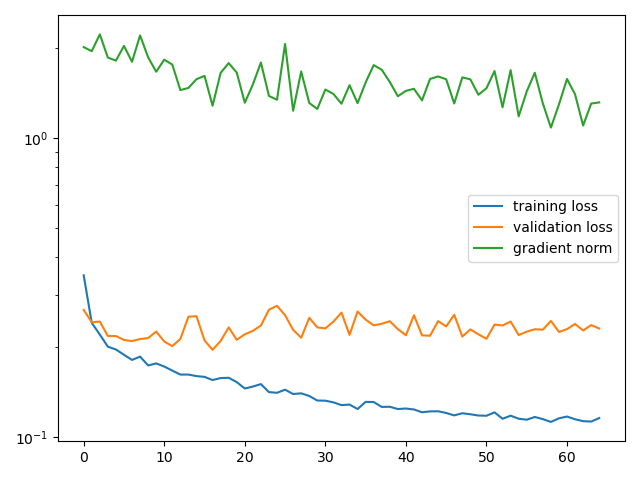 10⁰
10⁻¹
training loss
validation loss
gradient norm
0 10 20 30 40 50 60